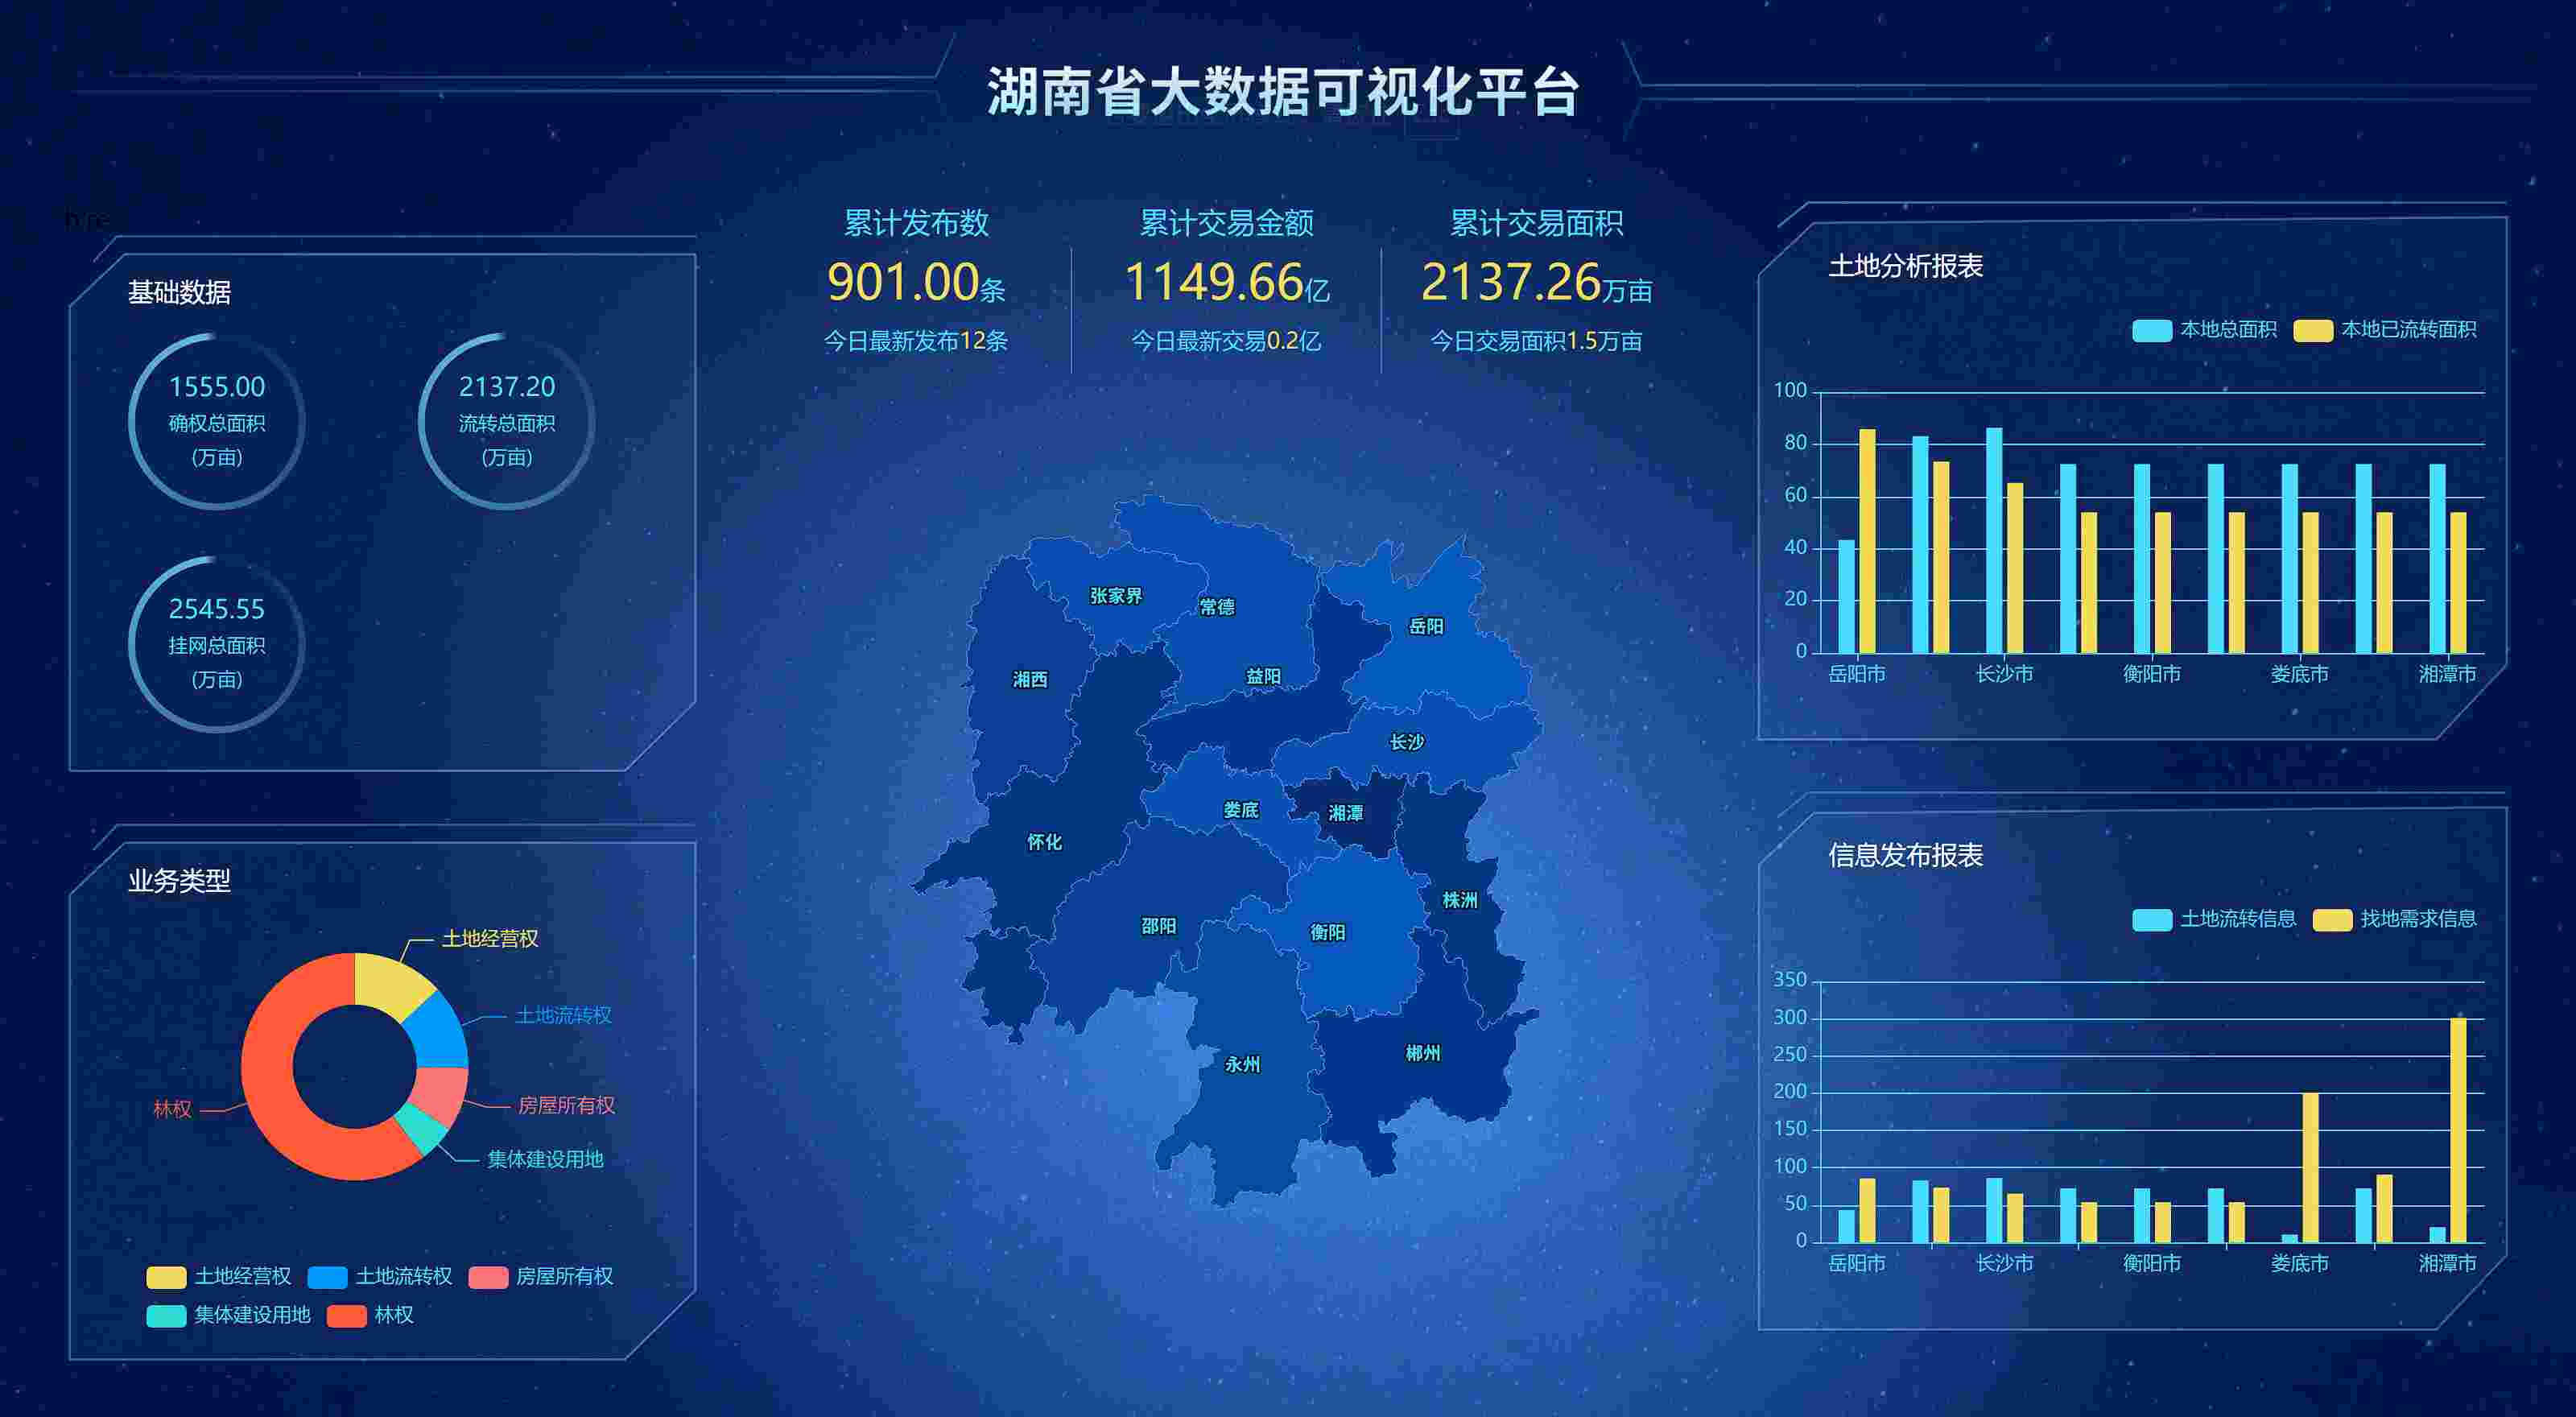 湖南省大数据可视化平台
基础数据
1555.00
确权总面积
(万亩)
2137.20
流转总面积
(万亩)
2545.55
挂网总面积
(万亩)
业务类型
土地经营权
土地流转权
房屋所有权
集体建设用地
林权
土地经营权 土地流转权 房屋所有权
集体建设用地 林权
累计发布数
901.00条
今日最新发布12条
累计交易金额
1149.66亿
今日最新交易0.2亿
累计交易面积
2137.26万亩
今日交易面积1.5万亩
张家界
常德
岳阳
湘西
益阳
长沙
娄底
湘潭
怀化
株洲
邵阳
衡阳
郴州
永州
土地分析报表
本地总面积 本地已流转面积
100
80
60
40
20
0
岳阳市 长沙市 衡阳市 娄底市 湘潭市
信息发布报表
土地流转信息 找地需求信息
350
300
250
200
150
100
50
0
岳阳市 长沙市 衡阳市 娄底市 湘潭市